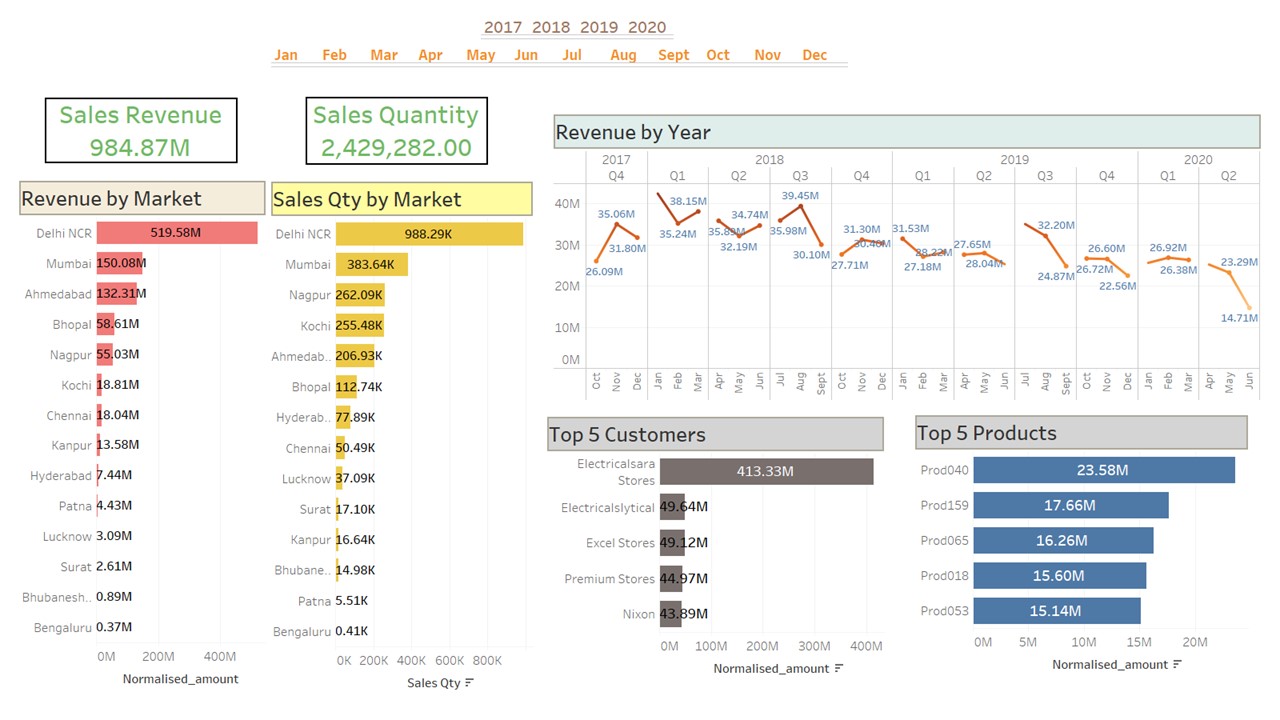 2017 2018 2019 2020
Jan Feb Mar Apr May Jun Jul Aug Sept Oct Nov Dec
Sales Revenue
984.87M
Sales Quantity
2,429,282.00
Revenue by Market
Delhi NCR 519.58M
Mumbai 150.08M
Ahmedabad 132.31M
Bhopal 58.61M
Nagpur 55.03M
Kochi 18.81M
Chennai 18.04M
Kanpur 13.58M
Hyderabad 7.44M
Patna 4.43M
Lucknow 3.09M
Surat 2.61M
Bhubanesh.. 0.89M
Bengaluru 0.37M
0M 200M 400M
Normalised_amount
Sales Qty by Market
Delhi NCR 988.29K
Mumbai 383.64K
Nagpur 262.09K
Kochi 255.48K
Ahmedab.. 206.93K
Bhopal 112.74K
Hyderab.. 77.89K
Chennai 50.49K
Lucknow 37.09K
Surat 17.10K
Kanpur 16.64K
Bhubane.. 14.98K
Patna 5.51K
Bengaluru 0.41K
0K 200K 400K 600K 800K
Sales Qty
Revenue by Year
2017 2018 2019 2020
Q4 Q1 Q2 Q3 Q4 Q1 Q2 Q3 Q4 Q1 Q2
40M
30M
20M
10M
0M
26.09M 35.06M 31.80M
35.24M 38.15M
35.89M 32.19M 34.74M
35.98M 39.45M 30.10M
27.71M 31.30M 30.40M
31.53M 27.18M 28.22M
27.65M 28.04M
32.20M 24.87M
26.72M 26.60M 22.56M
26.92M 26.38M
23.29M 14.71M
Oct Nov Dec Jan Feb Mar Apr May Jun Jul Aug Sept Oct Nov Dec Jan Feb Mar Apr May Jun Jul Aug Sept Oct Nov Dec Jan Feb Mar Apr May Jun
Top 5 Customers
Electricalsara
Stores
413.33M
Electricalslytical 49.64M
Excel Stores 49.12M
Premium Stores 44.97M
Nixon 43.89M
0M 100M 200M 300M 400M
Normalised_amount
Top 5 Products
Prod040 23.58M
Prod159 17.66M
Prod065 16.26M
Prod018 15.60M
Prod053 15.14M
0M 5M 10M 15M 20M
Normalised_amount